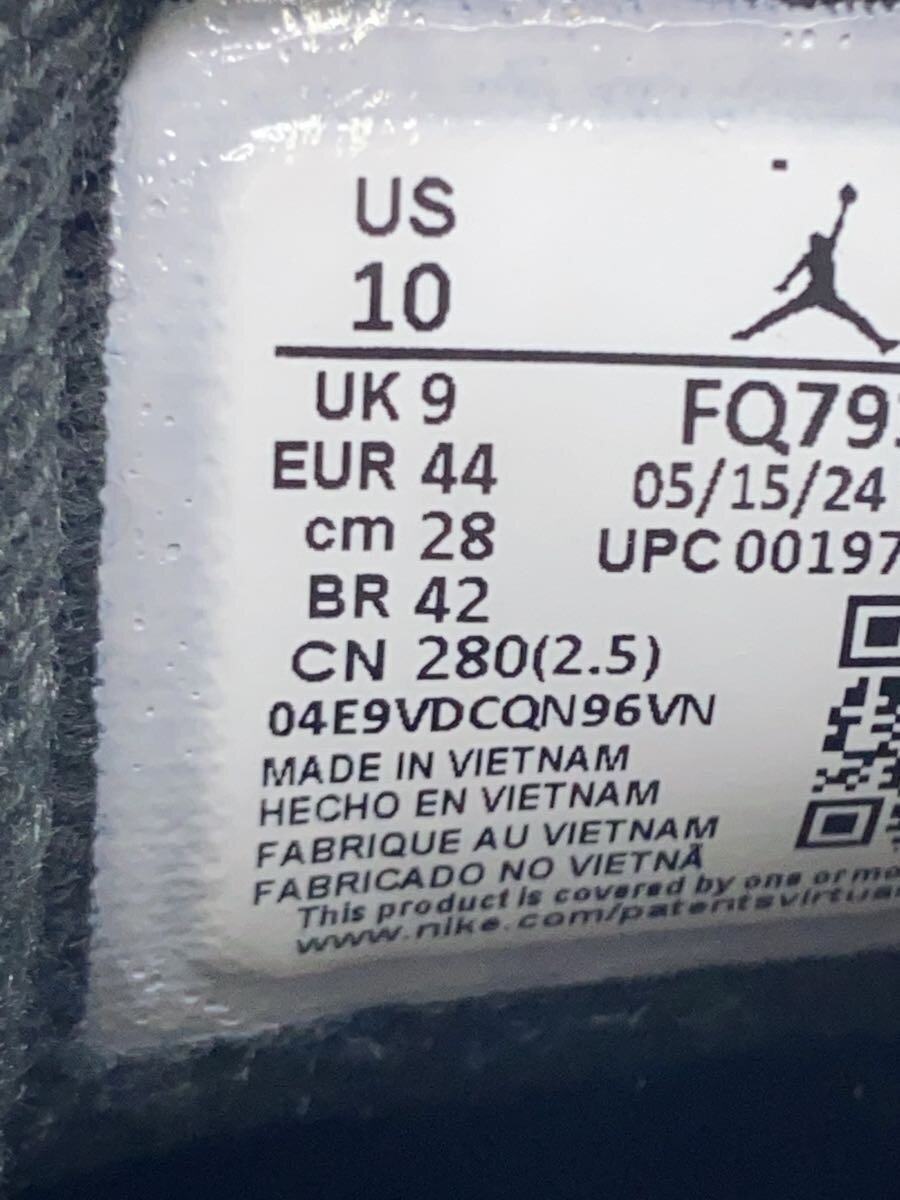 US
10
UK 9
EUR 44
cm 28
BR 42
CN 280(2.5)
FQ79
05/15/24
UPC 00197
04E9VDCQN96VN
MADE IN VIETNAM
HECHO EN VIETNAM
FABRIQUE AU VIETNAM
FABRICADO NO VIETNÃ
This product is covered by one or mo
www.nike.com/patentsvirtua